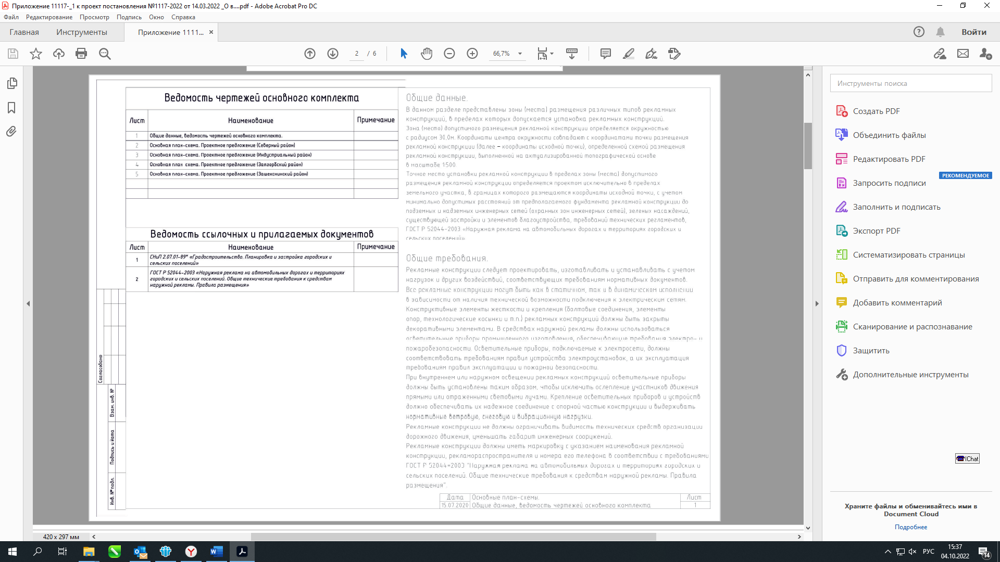 Приложение 11117-_1 к проект постановления №1117-2022 от 14.03.2022 _О в....pdf - Adobe Acrobat Pro DC
Файл Редактирование Просмотр Подпись Окно Справка
Главная Инструменты Приложение 1111... ×
Войти
2 / 6
66,7%
Ведомость чертежей основного комплекта
Лист Наименование Примечание
1 Общие данные, ведомость чертежей основного комплекта.
2 Основная план-схема. Проектное предложение (Северный район)
3 Основная план-схема. Проектное предложение (Индустриальный район)
4 Основная план схема. Проектное предложение (Заягорбский район)
5 Основная план-схема. Проектное предложение (Зашекснинский район)
Ведомость ссылочных и прилагаемых документов
Лист Наименование Примечание
1 СНиП 2.07.01-89* «Градостроительство. Планировка и застройка городских и
сельских поселений»
2 ГОСТ Р 52044-2003 «Наружная реклама на автомобильных дорогах и территориях
городских и сельских поселений. Общие технические требования к средствам
наружной рекламы. Правила размещения»
Согласовано
Взам. инв. №
Подпись и дата
Инв. № подл.
Общие данные.
В данном разделе представлены зоны (места) размещения различных типов рекламных
конструкций, в пределах которых допускается установка рекламных конструкций.
Зона (место) допустимого размещения рекламной конструкции определяется окружностью
с радиусом 30,0м. Координаты центра окружности совпадают с координатами точки размещения
рекламной конструкции (далее – координаты исходной точки), определенной схемой размещения
рекламной конструкции, выполненной на актуализированной топографической основе
в масштабе 1:500.
Точное место установки рекламной конструкции в пределах зоны (места) допустимого
размещения рекламной конструкции определяется проектом исключительно в пределах
земельного участка, в границах которого размещаются координаты исходной точки, с учетом
минимально допустимых расстояний от предполагаемого фундамента рекламной конструкции до
подземных и надземных инженерных сетей (охранных зон инженерных сетей), зеленых насаждений,
существующей застройки и элементов благоустройства, требований технических регламентов,
ГОСТ Р 52044-2003 «Наружная реклама на автомобильных дорогах и территориях городских и
сельских поселений»
Общие требования.
Рекламные конструкции следует проектировать, изготавливать и устанавливать с учетом
нагрузок и других воздействий, соответствующих требованиям нормативных документов.
Все рекламные конструкции могут быть как в статичном, так и в динамическом исполнении
в зависимости от наличия технической возможности подключения к электрическим сетям.
Конструктивные элементы жесткости и крепления (болтовые соединения, элементы
опор, технологические косынки и т.п.) рекламных конструкций должны быть закрыты
декоративными элементами. В средствах наружной рекламы должны использоваться
осветительные приборы промышленного изготовления, обеспечивающие требования электро- и
пожаробезопасности. Осветительные приборы, подключаемые к электросети, должны
соответствовать требованиям правил устройства электроустановок, а их эксплуатация
требованиям правил эксплуатации и пожарной безопасности.
При внутреннем или наружном освещении рекламных конструкций осветительные приборы
должны быть установлены таким образом, чтобы исключить ослепление участников движения
прямыми или отраженными световыми лучами. Крепление осветительных приборов и устройств
должно обеспечивать их надежное соединение с опорной частью конструкции и выдерживать
нормативные ветровую, снеговую и вибрационную нагрузки.
Рекламные конструкции не должны ограничивать видимость технических средств организации
дорожного движения, уменьшать габарит инженерных сооружений.
Рекламные конструкции должны иметь маркировку с указанием наименования рекламной
конструкции, рекламораспространителя и номера его телефона в соответствии с требованиями
ГОСТ Р 52044-2003 "Наружная реклама на автомобильных дорогах и территориях городских и
сельских поселений. Общие технические требования к средствам наружной рекламы. Правила
размещения".
Дата Основные план-схемы. Лист
15.07.2020 Общие данные, ведомость чертежей основного комплекта 1
420 x 297 мм
Инструменты поиска
Создать PDF
Объединить файлы
Редактировать PDF
РЕКОМЕНДУЕМОЕ
Запросить подписи
Заполнить и подписать
Экспорт PDF
Систематизировать страницы
Отправить для комментирования
Добавить комментарий
Сканирование и распознавание
Защитить
Дополнительные инструменты
IChat
Храните файлы и обменивайтесь ими в
Document Cloud
Подробнее
РУС
15:37
04.10.2022
14